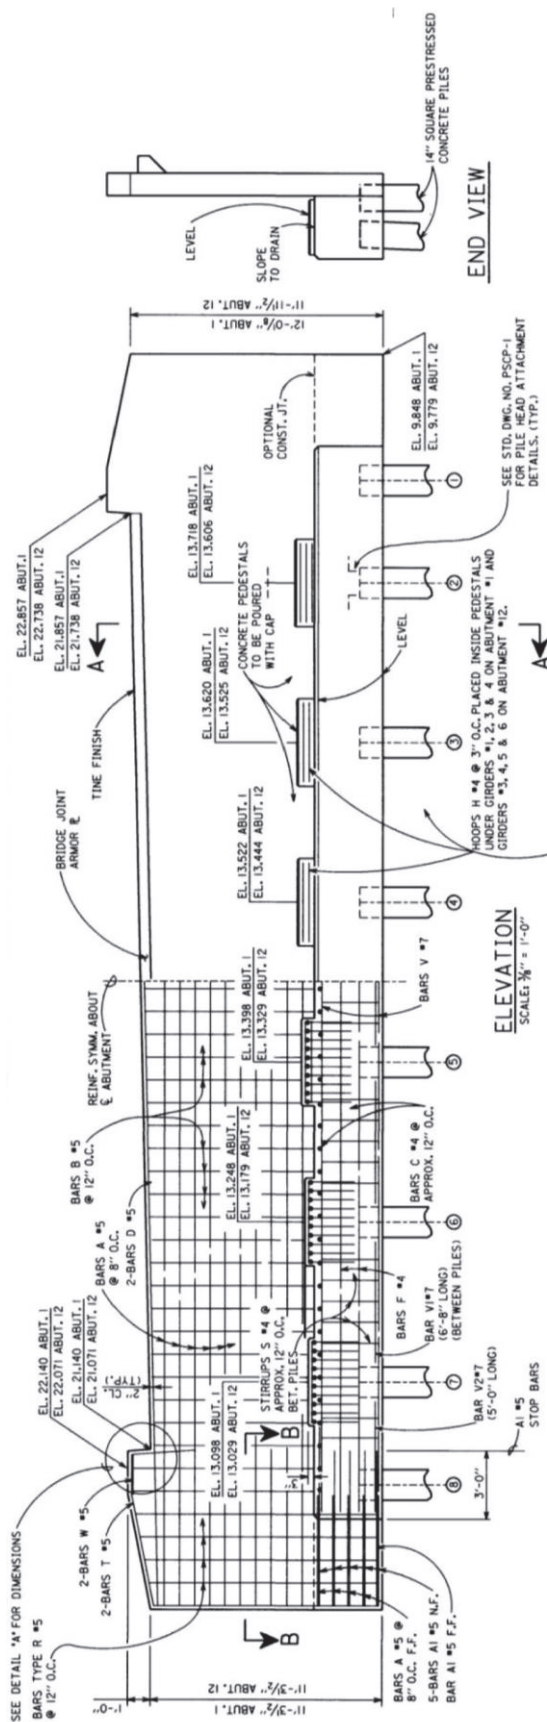 SEE DETAIL "A" FOR DIMENSIONS
BARS TYPE R #5
@ 12" O.C.
2-BARS W #5
2-BARS T #5
EL. 22.140 ABUT. 1
EL. 22.071 ABUT. 12
EL. 21.140 ABUT. 1
EL. 21.071 ABUT. 12
2" CL.
(TYP.)
BARS A #5
@ 8" O.C.
2-BARS D #5
BARS B #5
@ 12" O.C.
REINF. SYMM. ABOUT
℄ ABUTMENT
BRIDGE JOINT
ARMOR ℄
TINE FINISH
EL. 22.857 ABUT. 1
EL. 22.738 ABUT. 12
EL. 21.857 ABUT. 1
EL. 21.738 ABUT. 12
A
1'-0"
11'-3½" ABUT. 12
11'-3½" ABUT. 1
B
EL. 13.098 ABUT. 1
EL. 13.029 ABUT. 12
B
3"
STIRRUPS S #4 @
APPROX. 12" O.C.
BET. PILES
EL. 13.248 ABUT. 1
EL. 13.179 ABUT. 12
EL. 13.398 ABUT. 1
EL. 13.329 ABUT. 12
EL. 13.522 ABUT. 1
EL. 13.444 ABUT. 12
EL. 13.620 ABUT. 1
EL. 13.525 ABUT. 12
CONCRETE PEDESTALS
TO BE POURED
WITH CAP
EL. 13.718 ABUT. 1
EL. 13.606 ABUT. 12
OPTIONAL
CONST. JT.
12'-0⅛" ABUT. 1
11'-11½" ABUT. 12
EL. 9.848 ABUT. 1
EL. 9.779 ABUT. 12
LEVEL
8
7
6
5
4
3
2
1
BARS A #5 @
8" O.C. F.F.
5-BARS A1 #5 N.F.
BAR A1 #5 F.F.
3'-0"
A1 #5
STOP BARS
BAR V2#7
(5'-0" LONG)
BARS F #4
BAR V1#7
(6'-8" LONG)
(BETWEEN PILES)
BARS C #4 @
APPROX. 12" O.C.
BARS V #7
HOOPS H #4 @ 3" O.C. PLACED INSIDE PEDESTALS
UNDER GIRDERS #1, 2, 3 & 4 ON ABUTMENT #1 AND
GIRDERS #3, 4, 5 & 6 ON ABUTMENT #12.
A
SEE STD. DWG. NO. PSCP-1
FOR PILE HEAD ATTACHMENT
DETAILS. (TYP.)
ELEVATION
SCALE: ⅜" = 1'-0"
LEVEL
SLOPE
TO DRAIN
14" SQUARE PRESTRESSED
CONCRETE PILES
END VIEW